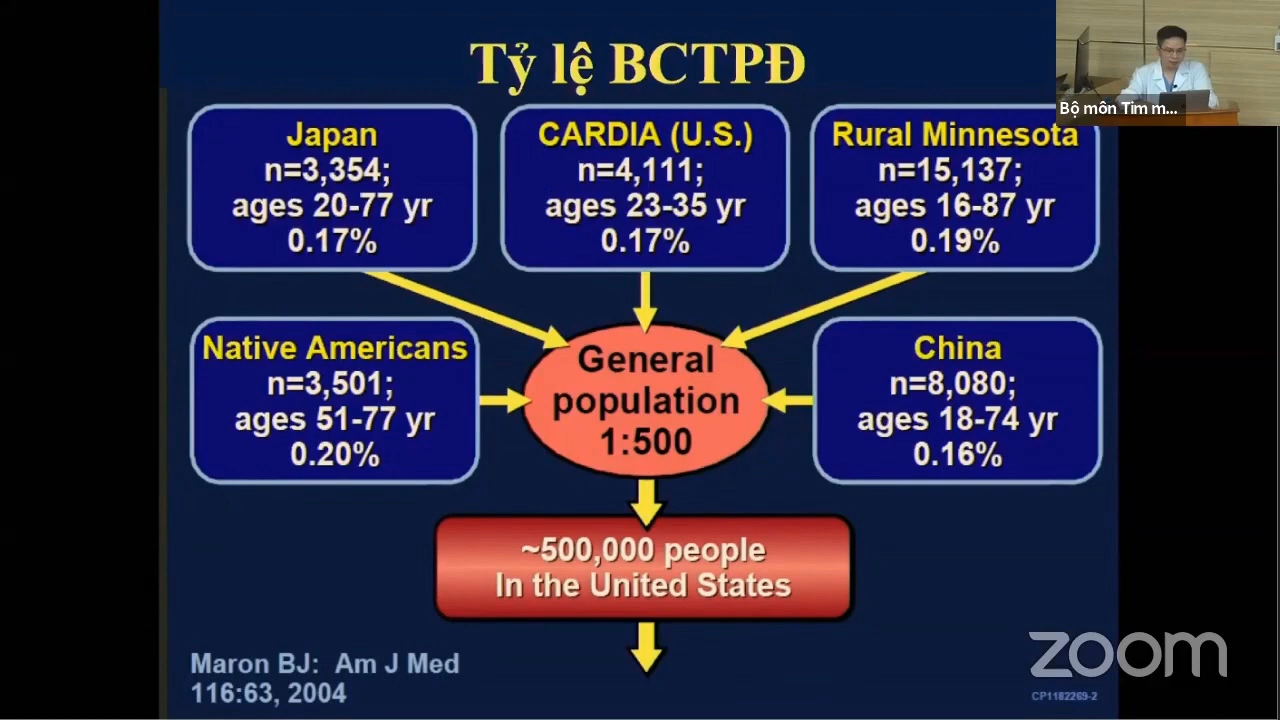 Tỷ lệ BCTPĐ
Bộ môn Tim m...
Japan
n=3,354;
ages 20-77 yr
0.17%
CARDIA (U.S.)
n=4,111;
ages 23-35 yr
0.17%
Rural Minnesota
n=15,137;
ages 16-87 yr
0.19%
Native Americans
n=3,501;
ages 51-77 yr
0.20%
General
population
1:500
China
n=8,080;
ages 18-74 yr
0.16%
~500,000 people
In the United States
Maron BJ: Am J Med
116:63, 2004
zoom
CP1182269-2